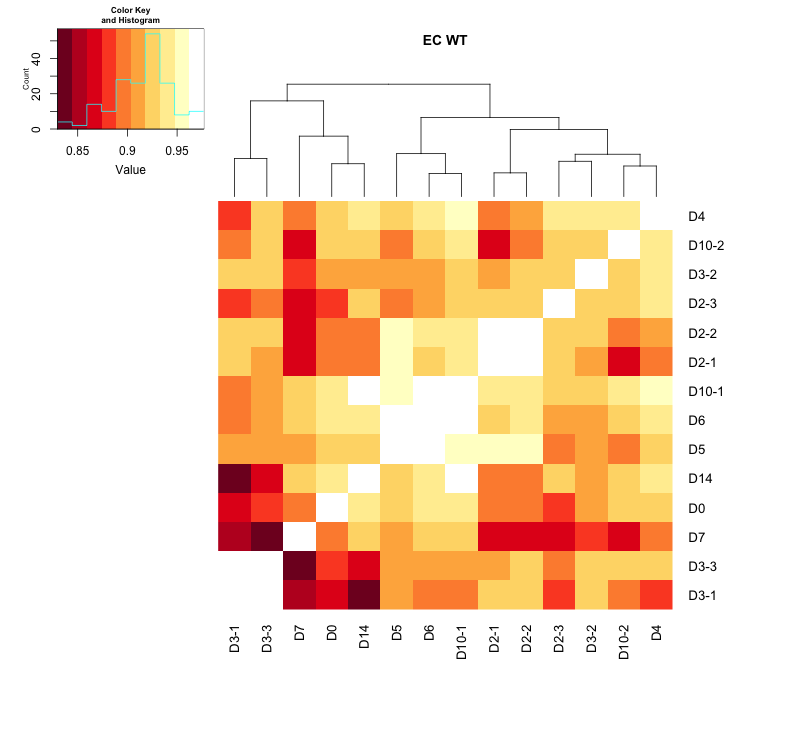 Color Key
and Histogram
Count
0 20 40
0.85 0.9 0.95
Value
EC WT
D4
D10-2
D3-2
D2-3
D2-2
D2-1
D10-1
D6
D5
D14
D0
D7
D3-3
D3-1
D3-1 D3-3 D7 D0 D14 D5 D6 D10-1 D2-1 D2-2 D2-3 D3-2 D10-2 D4